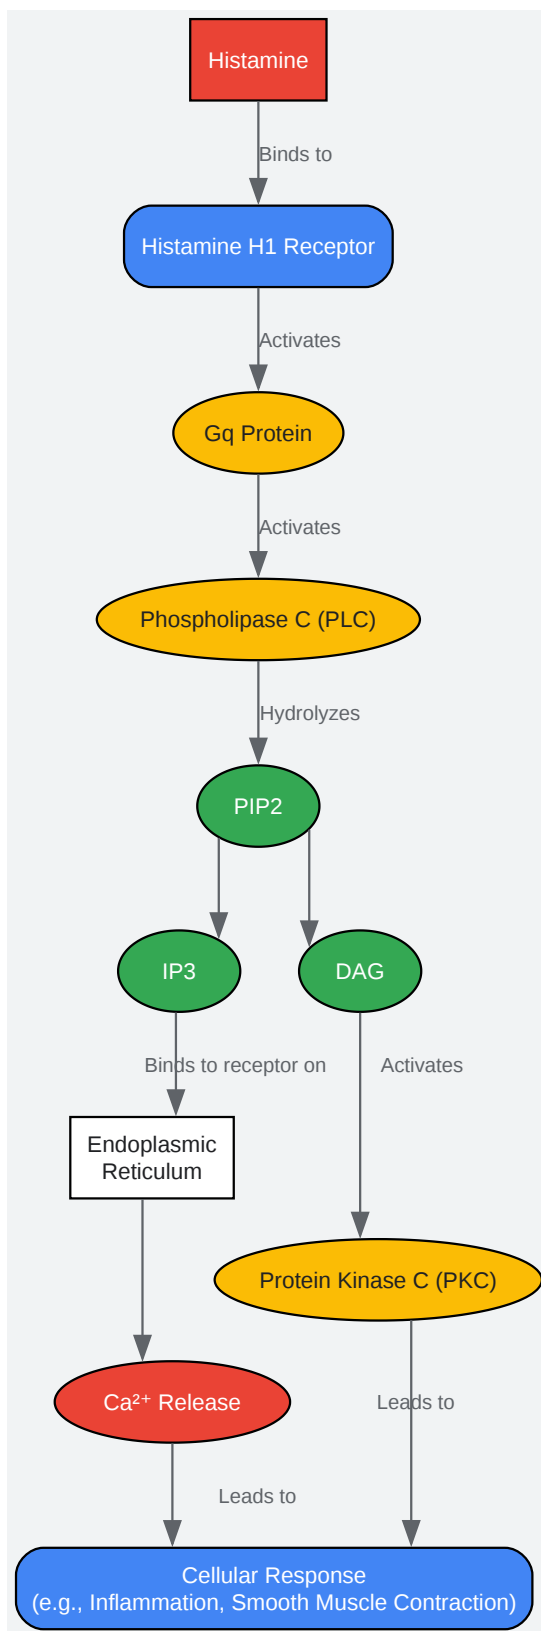 Histamine
Binds to
Histamine H1 Receptor
Activates
Gq Protein
Activates
Phospholipase C (PLC)
Hydrolyzes
PIP2
IP3
DAG
Binds to receptor on
Activates
Endoplasmic
Reticulum
Protein Kinase C (PKC)
Ca²⁺ Release
Leads to
Leads to
Cellular Response
(e.g., Inflammation, Smooth Muscle Contraction)